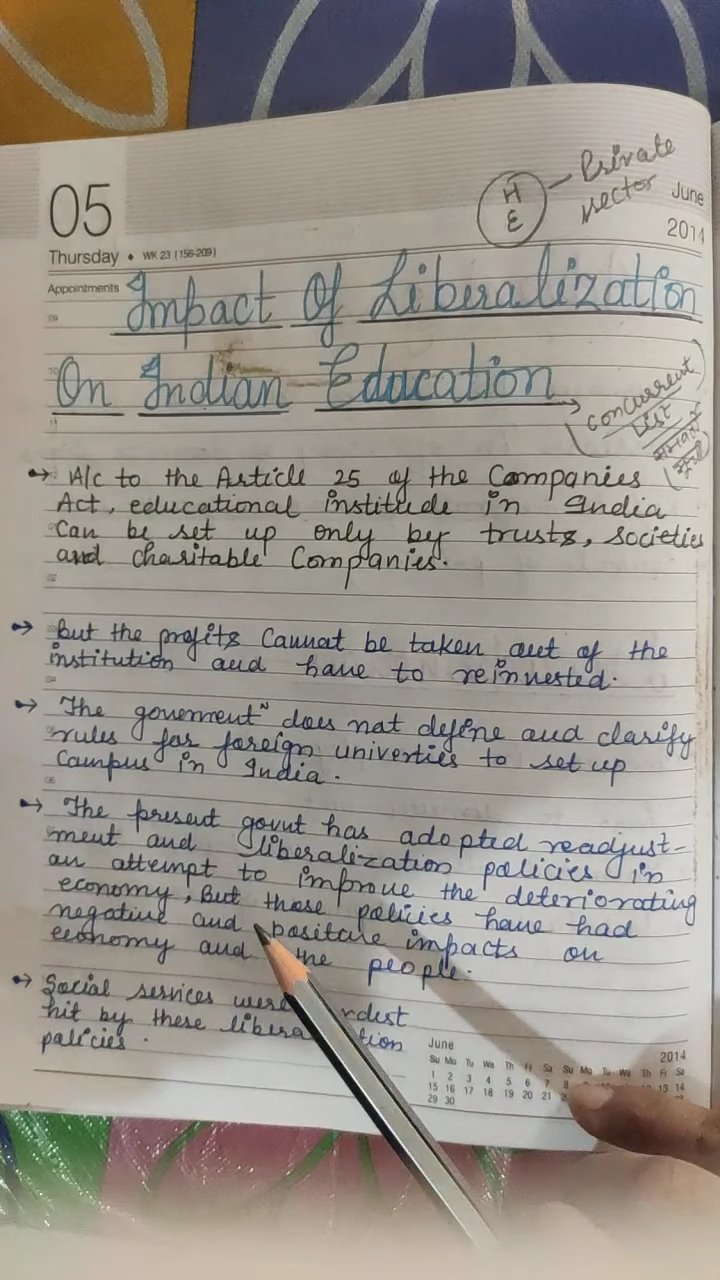 05
Thursday • WK 23 (156-209)
H
E
– Private
sector
June
2014
Appointments
Impact Of Liberalization
On Indian Education
Concurrent
List
समवर्ती
सूची
A/c to the Article 25 of the Companies
Act, educational institude in India
Can be set up only by trusts, societies
and charitable Companies.
But the profits Cannot be taken out of the
institution and have to reinvested.
The government does not define and clarify
rules for foreign univerties to set up
Campus in India.
The present govnt has adopted readjust-
ment and liberalization policies in
an attempt to improve the deteriorating
economy, But these policies have had
negative and positive impacts on
economy and the people.
Social services were rdest
hit by these libera tion
policies.
June 2014
Su Mo Tu We Th Fr Sa Su Mo Tu We Th Fr Sa
1 2 3 4 5 6 7 8 13 14
15 16 17 18 19 20 21
29 30